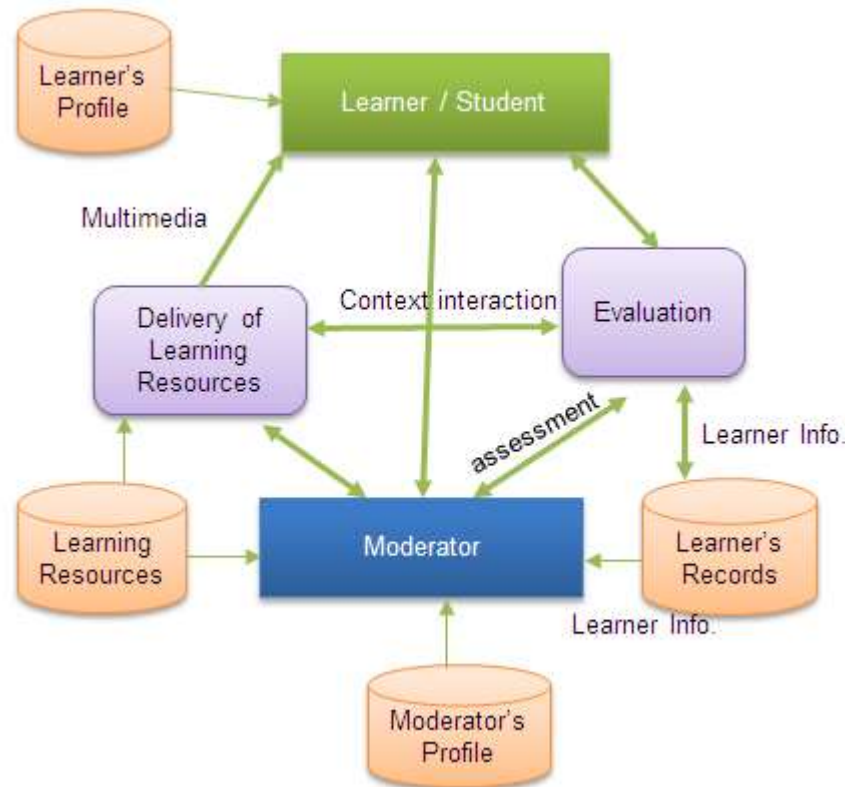 Learner's
Profile
Learner / Student
Multimedia
Context interaction
Evaluation
Delivery of
Learning
Resources
assessment
Learner Info.
Learning
Resources
Moderator
Learner's
Records
Learner Info.
Moderator's
Profile